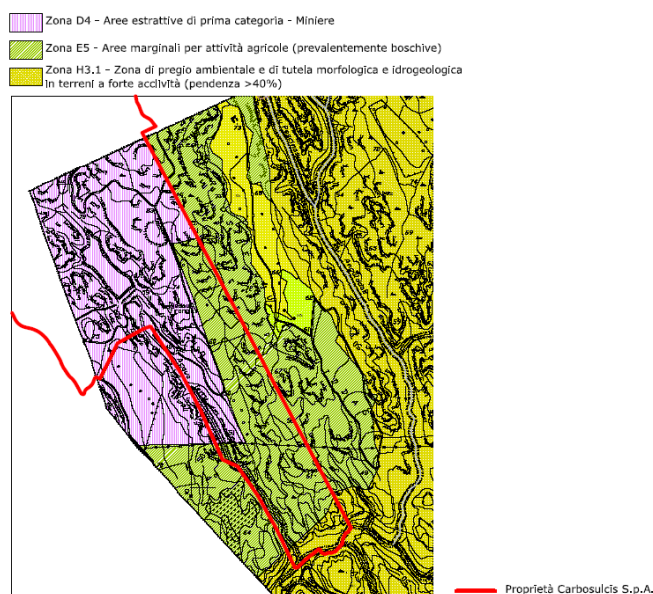 Zona D4 - Aree estrattive di prima categoria - Miniere
Zona E5 - Aree marginali per attività agricole (prevalentemente boschive)
Zona H3.1 - Zona di pregio ambientale e di tutela morfologica e idrogeologica
in terreni a forte acclività (pendenza >40%)
Proprietà Carbosulcis S.p.A.